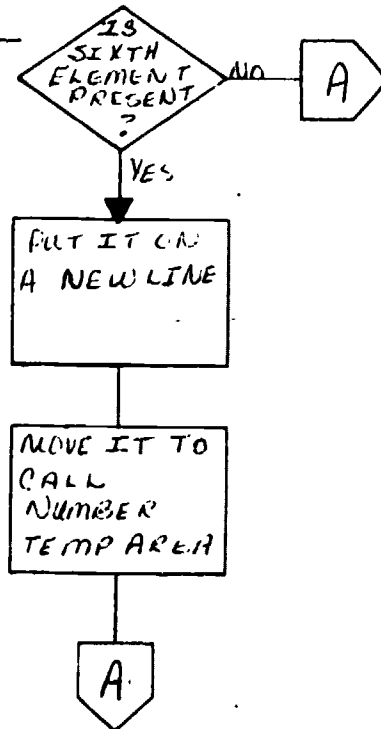 IS
SIXTH
ELEMENT
PRESENT
?
NO
A
YES
PUT IT ON
A NEW LINE
MOVE IT TO
CALL
NUMBER
TEMP AREA
A